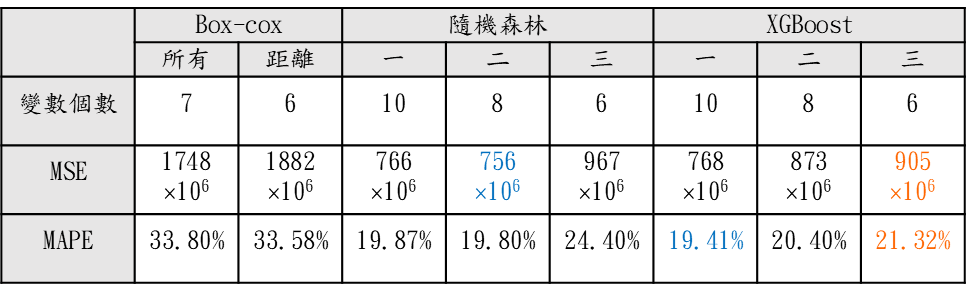 Box-cox 隨機森林 XGBoost
所有 距離 一 二 三 一 二 三
變數個數 7 6 10 8 6 10 8 6
MSE 1748 ×10⁶ 1882 ×10⁶ 766 ×10⁶ 756 ×10⁶ 967 ×10⁶ 768 ×10⁶ 873 ×10⁶ 905 ×10⁶
MAPE 33.80% 33.58% 19.87% 19.80% 24.40% 19.41% 20.40% 21.32%